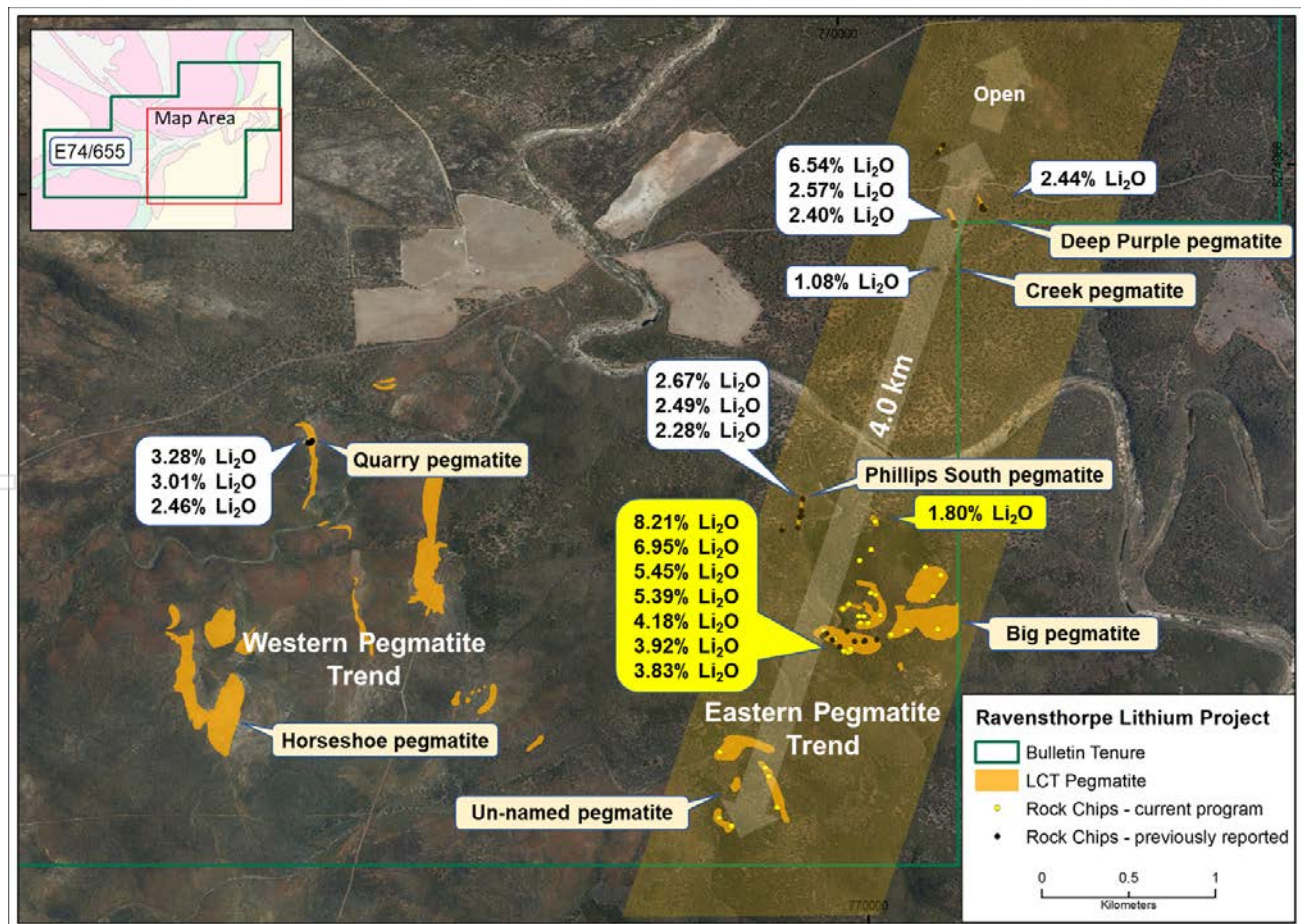 770000
Map Area
E74/655
Open
6.54% Li₂O
2.57% Li₂O
2.40% Li₂O
2.44% Li₂O
Deep Purple pegmatite
1.08% Li₂O
Creek pegmatite
4.0 km
2.67% Li₂O
2.49% Li₂O
2.28% Li₂O
3.28% Li₂O
3.01% Li₂O
2.46% Li₂O
Quarry pegmatite
Phillips South pegmatite
1.80% Li₂O
8.21% Li₂O
6.95% Li₂O
5.45% Li₂O
5.39% Li₂O
4.18% Li₂O
3.92% Li₂O
3.83% Li₂O
Big pegmatite
Western Pegmatite
Trend
Horseshoe pegmatite
Eastern Pegmatite
Trend
Un-named pegmatite
Ravensthorpe Lithium Project
Bulletin Tenure
LCT Pegmatite
Rock Chips - current program
Rock Chips - previously reported
0 0.5 1
Kilometers
770000